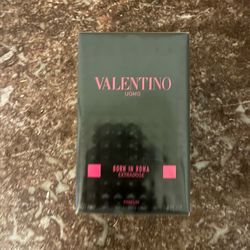 VALENTINO
UOMO
BORN IN ROMA
EXTRADOSE
PARFUM